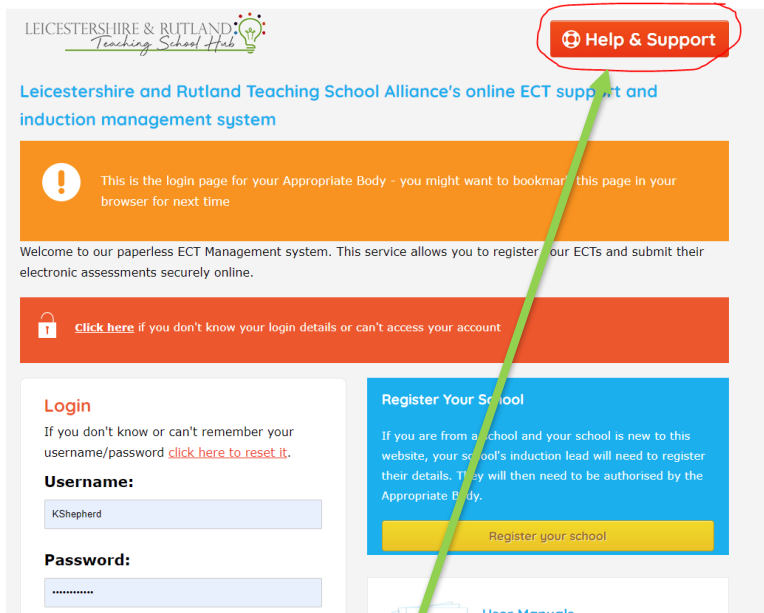 LEICESTERSHIRE & RUTLAND
Teaching School Hub
Help & Support
Leicestershire and Rutland Teaching School Alliance's online ECT support and
induction management system
This is the login page for your Appropriate Body - you might want to bookmark this page in your
browser for next time
Welcome to our paperless ECT Management system. This service allows you to register your ECTs and submit their
electronic assessments securely online.
Click here if you don't know your login details or can't access your account
Login
If you don't know or can't remember your
username/password click here to reset it.
Username:
KShepherd
Password:
••••••••••••
Register Your School
If you are from a school and your school is new to this
website, your school's induction lead will need to register
their details. They will then need to be authorised by the
Appropriate Body.
Register your school
User Manuals